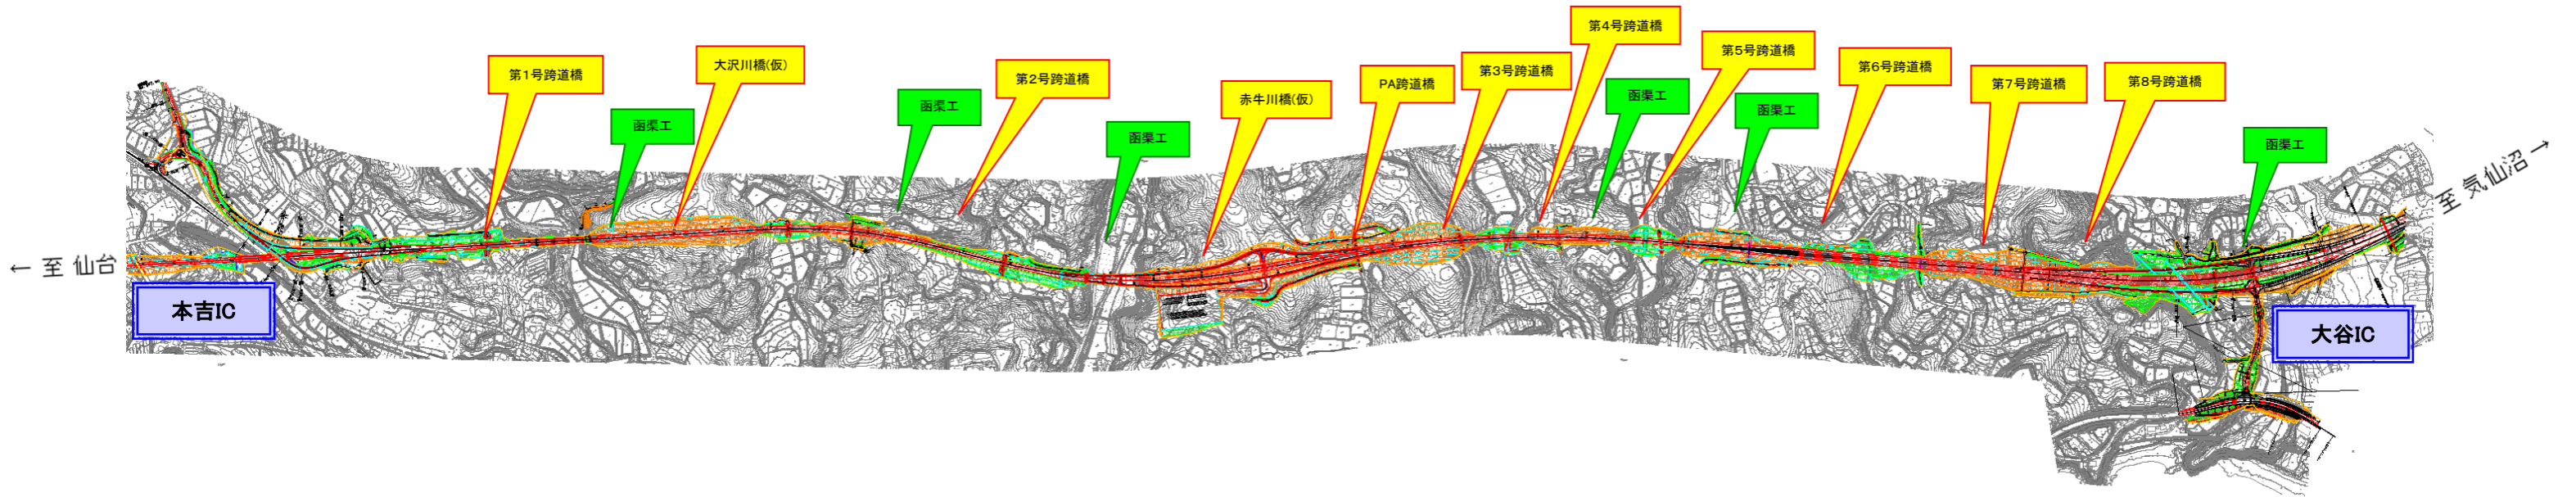 第1号跨道橋
函渠工
大沢川橋(仮)
函渠工
第2号跨道橋
函渠工
赤牛川橋(仮)
PA跨道橋
第3号跨道橋
第4号跨道橋
函渠工
第5号跨道橋
函渠工
第6号跨道橋
第7号跨道橋
第8号跨道橋
函渠工
← 至 仙台
至 気仙沼 →
本吉IC
大谷IC